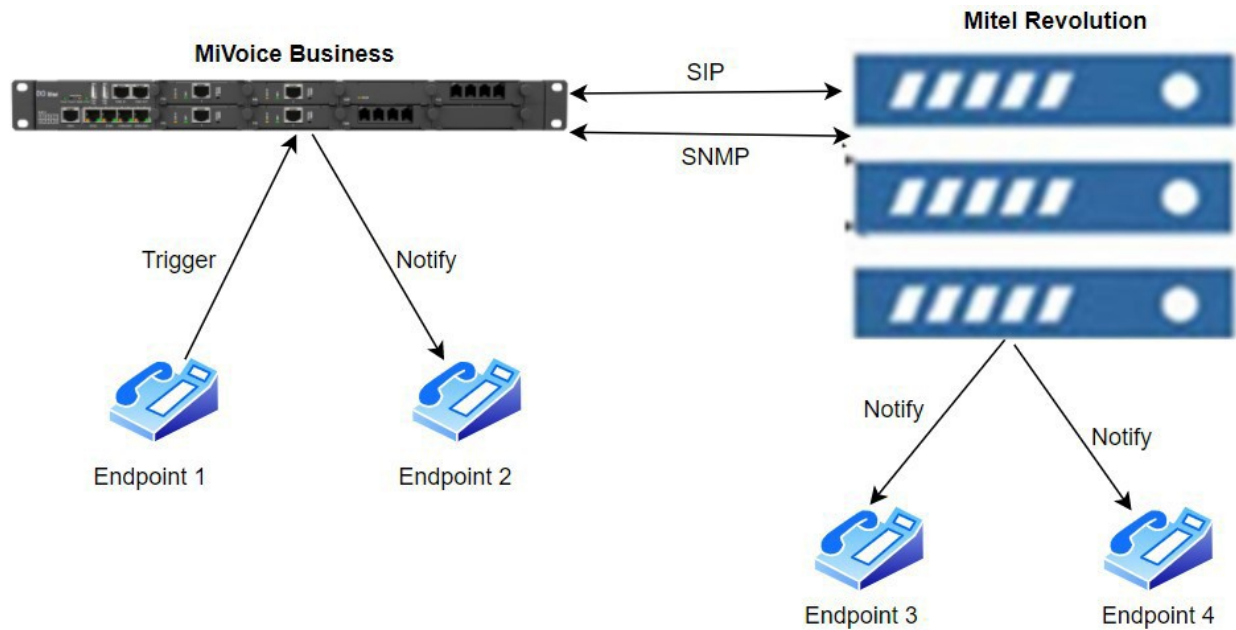 Mitel Revolution
MiVoice Business
SIP
SNMP
Trigger
Notify
Notify
Notify
Endpoint 1
Endpoint 2
Endpoint 3
Endpoint 4